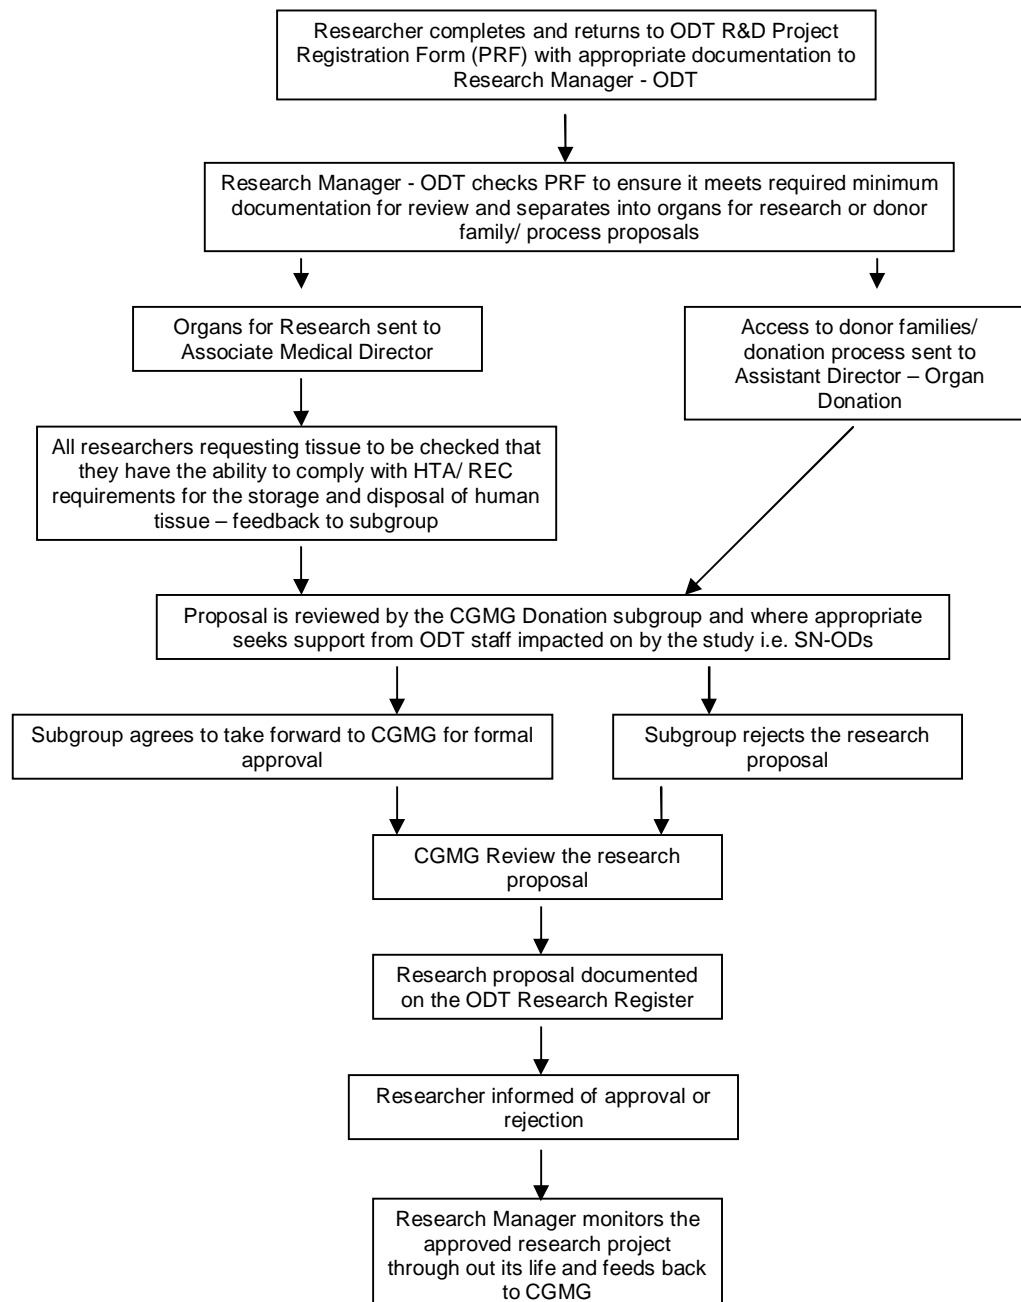 Researcher completes and returns to ODT R&D Project
Registration Form (PRF) with appropriate documentation to
Research Manager - ODT
Research Manager - ODT checks PRF to ensure it meets required minimum
documentation for review and separates into organs for research or donor
family/ process proposals
Organs for Research sent to
Associate Medical Director
Access to donor families/
donation process sent to
Assistant Director – Organ
Donation
All researchers requesting tissue to be checked that
they have the ability to comply with HTA/ REC
requirements for the storage and disposal of human
tissue – feedback to subgroup
Proposal is reviewed by the CGMG Donation subgroup and where appropriate
seeks support from ODT staff impacted on by the study i.e. SN-ODs
Subgroup agrees to take forward to CGMG for formal
approval
Subgroup rejects the research
proposal
CGMG Review the research
proposal
Research proposal documented
on the ODT Research Register
Researcher informed of approval or
rejection
Research Manager monitors the
approved research project
through out its life and feeds back
to CGMG